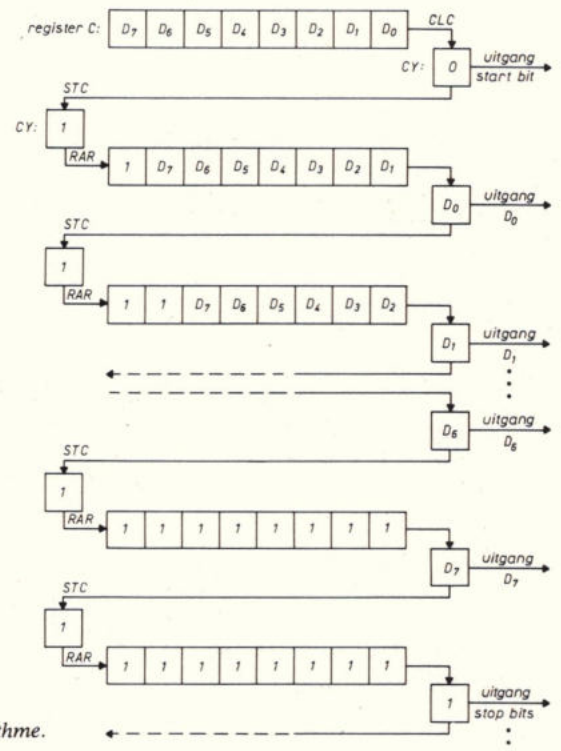 register C: D7 D6 D5 D4 D3 D2 D1 D0 CLC
CY: 0 uitgang
start bit
STC
CY: 1
RAR 1 D7 D6 D5 D4 D3 D2 D1
D0 uitgang
D0
STC
1
RAR 1 1 D7 D6 D5 D4 D3 D2
D1 uitgang
D1
D6 uitgang
D6
STC
1
RAR 1 1 1 1 1 1 1 1
D7 uitgang
D7
STC
1
RAR 1 1 1 1 1 1 1 1
1 uitgang
stop bits
thme.